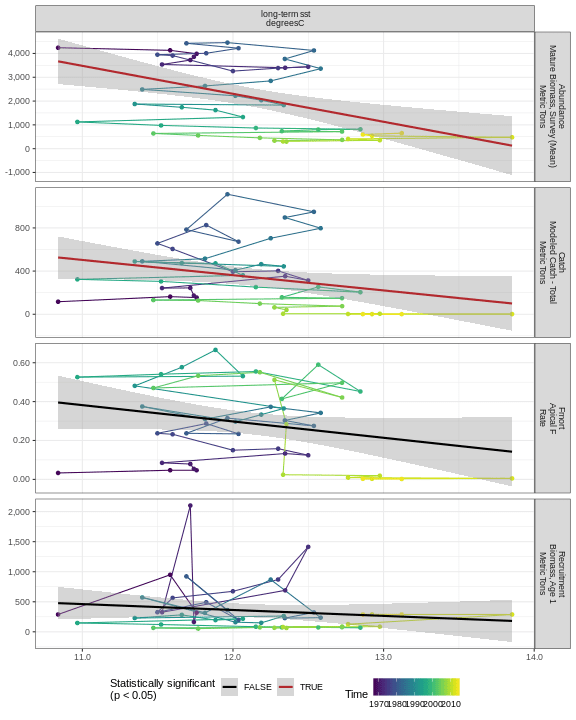 long-term sst
degreesC
4,000
3,000
2,000
1,000
0
-1,000
Abundance
Mature Biomass, Survey (Mean)
Metric Tons
800
400
0
Catch
Modeled Catch - Total
Metric Tons
0.60
0.40
0.20
0.00
Fmort
Apical F
Rate
2,000
1,500
1,000
500
0
Recruitment
Biomass, Age 1
Metric Tons
11.0 12.0 13.0 14.0
Statistically significant
(p < 0.05)
FALSE TRUE
Time
1970 1980 1990 2000 2010